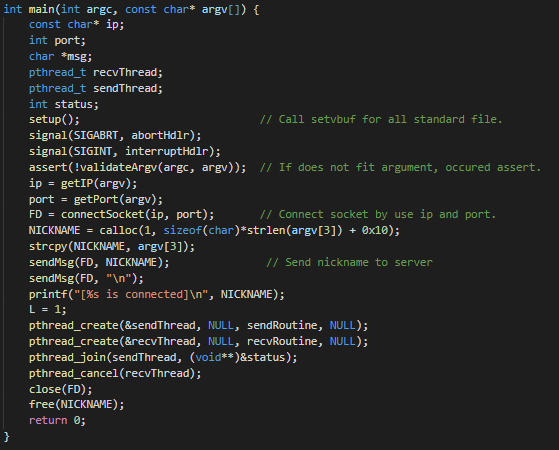 int main(int argc, const char* argv[]) {
    const char* ip;
    int port;
    char *msg;
    pthread_t recvThread;
    pthread_t sendThread;
    int status;
    setup();                            // Call setvbuf for all standard file.
    signal(SIGABRT, abortHdlr);
    signal(SIGINT, interruptHdlr);
    assert(!validateArgv(argc, argv));  // If does not fit argument, occured assert.
    ip = getIP(argv);
    port = getPort(argv);
    FD = connectSocket(ip, port);       // Connect socket by use ip and port.
    NICKNAME = calloc(1, sizeof(char)*strlen(argv[3]) + 0x10);
    strcpy(NICKNAME, argv[3]);
    sendMsg(FD, NICKNAME);               // Send nickname to server
    sendMsg(FD, "\n");
    printf("[%s is connected]\n", NICKNAME);
    L = 1;
    pthread_create(&sendThread, NULL, sendRoutine, NULL);
    pthread_create(&recvThread, NULL, recvRoutine, NULL);
    pthread_join(sendThread, (void**)&status);
    pthread_cancel(recvThread);
    close(FD);
    free(NICKNAME);
    return 0;
}